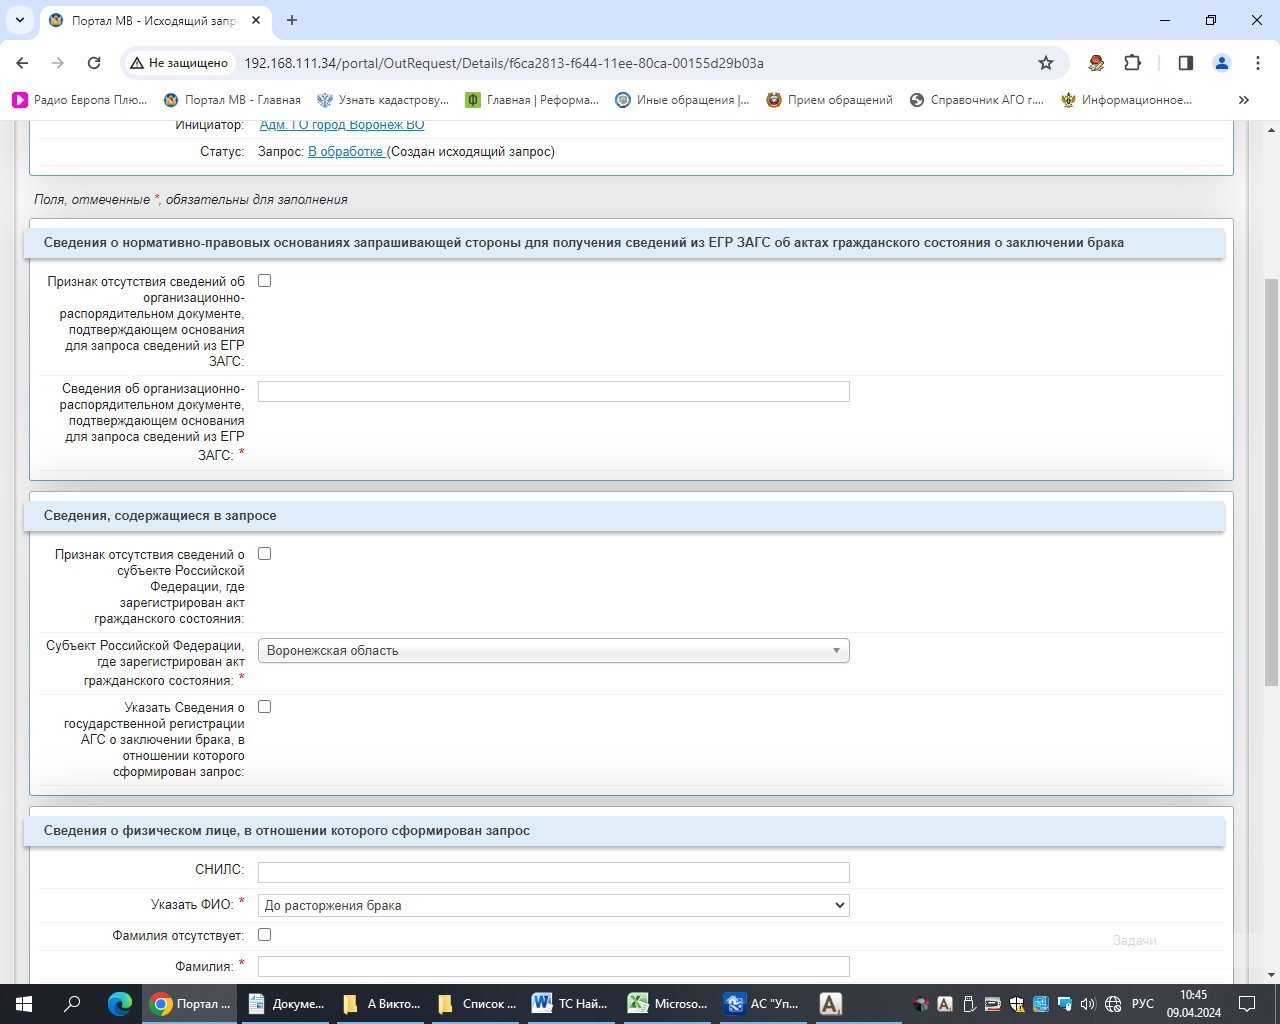 Портал МВ - Исходящий запр
Не защищено
192.168.111.34/portal/OutRequest/Details/f6ca2813-f644-11ee-80ca-00155d29b03a
Радио Европа Плю...
Портал МВ - Главная
Узнать кадастрову...
Главная | Реформа...
Иные обращения |...
Прием обращений
Справочник АГО г....
Информационное...
Инициатор: Адм. ГО город Воронеж ВО
Статус: Запрос: В обработке (Создан исходящий запрос)
Поля, отмеченные *, обязательны для заполнения
Сведения о нормативно-правовых основаниях запрашивающей стороны для получения сведений из ЕГР ЗАГС об актах гражданского состояния о заключении брака
Признак отсутствия сведений об
организационно-
распорядительном документе,
подтверждающем основания
для запроса сведений из ЕГР
ЗАГС:
Сведения об организационно-
распорядительном документе,
подтверждающем основания
для запроса сведений из ЕГР
ЗАГС: *
Сведения, содержащиеся в запросе
Признак отсутствия сведений о
субъекте Российской
Федерации, где
зарегистрирован акт
гражданского состояния:
Субъект Российской Федерации,
где зарегистрирован акт
гражданского состояния: *
Воронежская область
Указать Сведения о
государственной регистрации
АГС о заключении брака, в
отношении которого
сформирован запрос:
Сведения о физическом лице, в отношении которого сформирован запрос
СНИЛС:
Указать ФИО: * До расторжения брака
Фамилия отсутствует:
Задачи
Фамилия: *
Портал ...
Докуме...
А Викто...
Список ...
ТС Най...
Microso...
АС "Уп...
РУС
10:45
09.04.2024